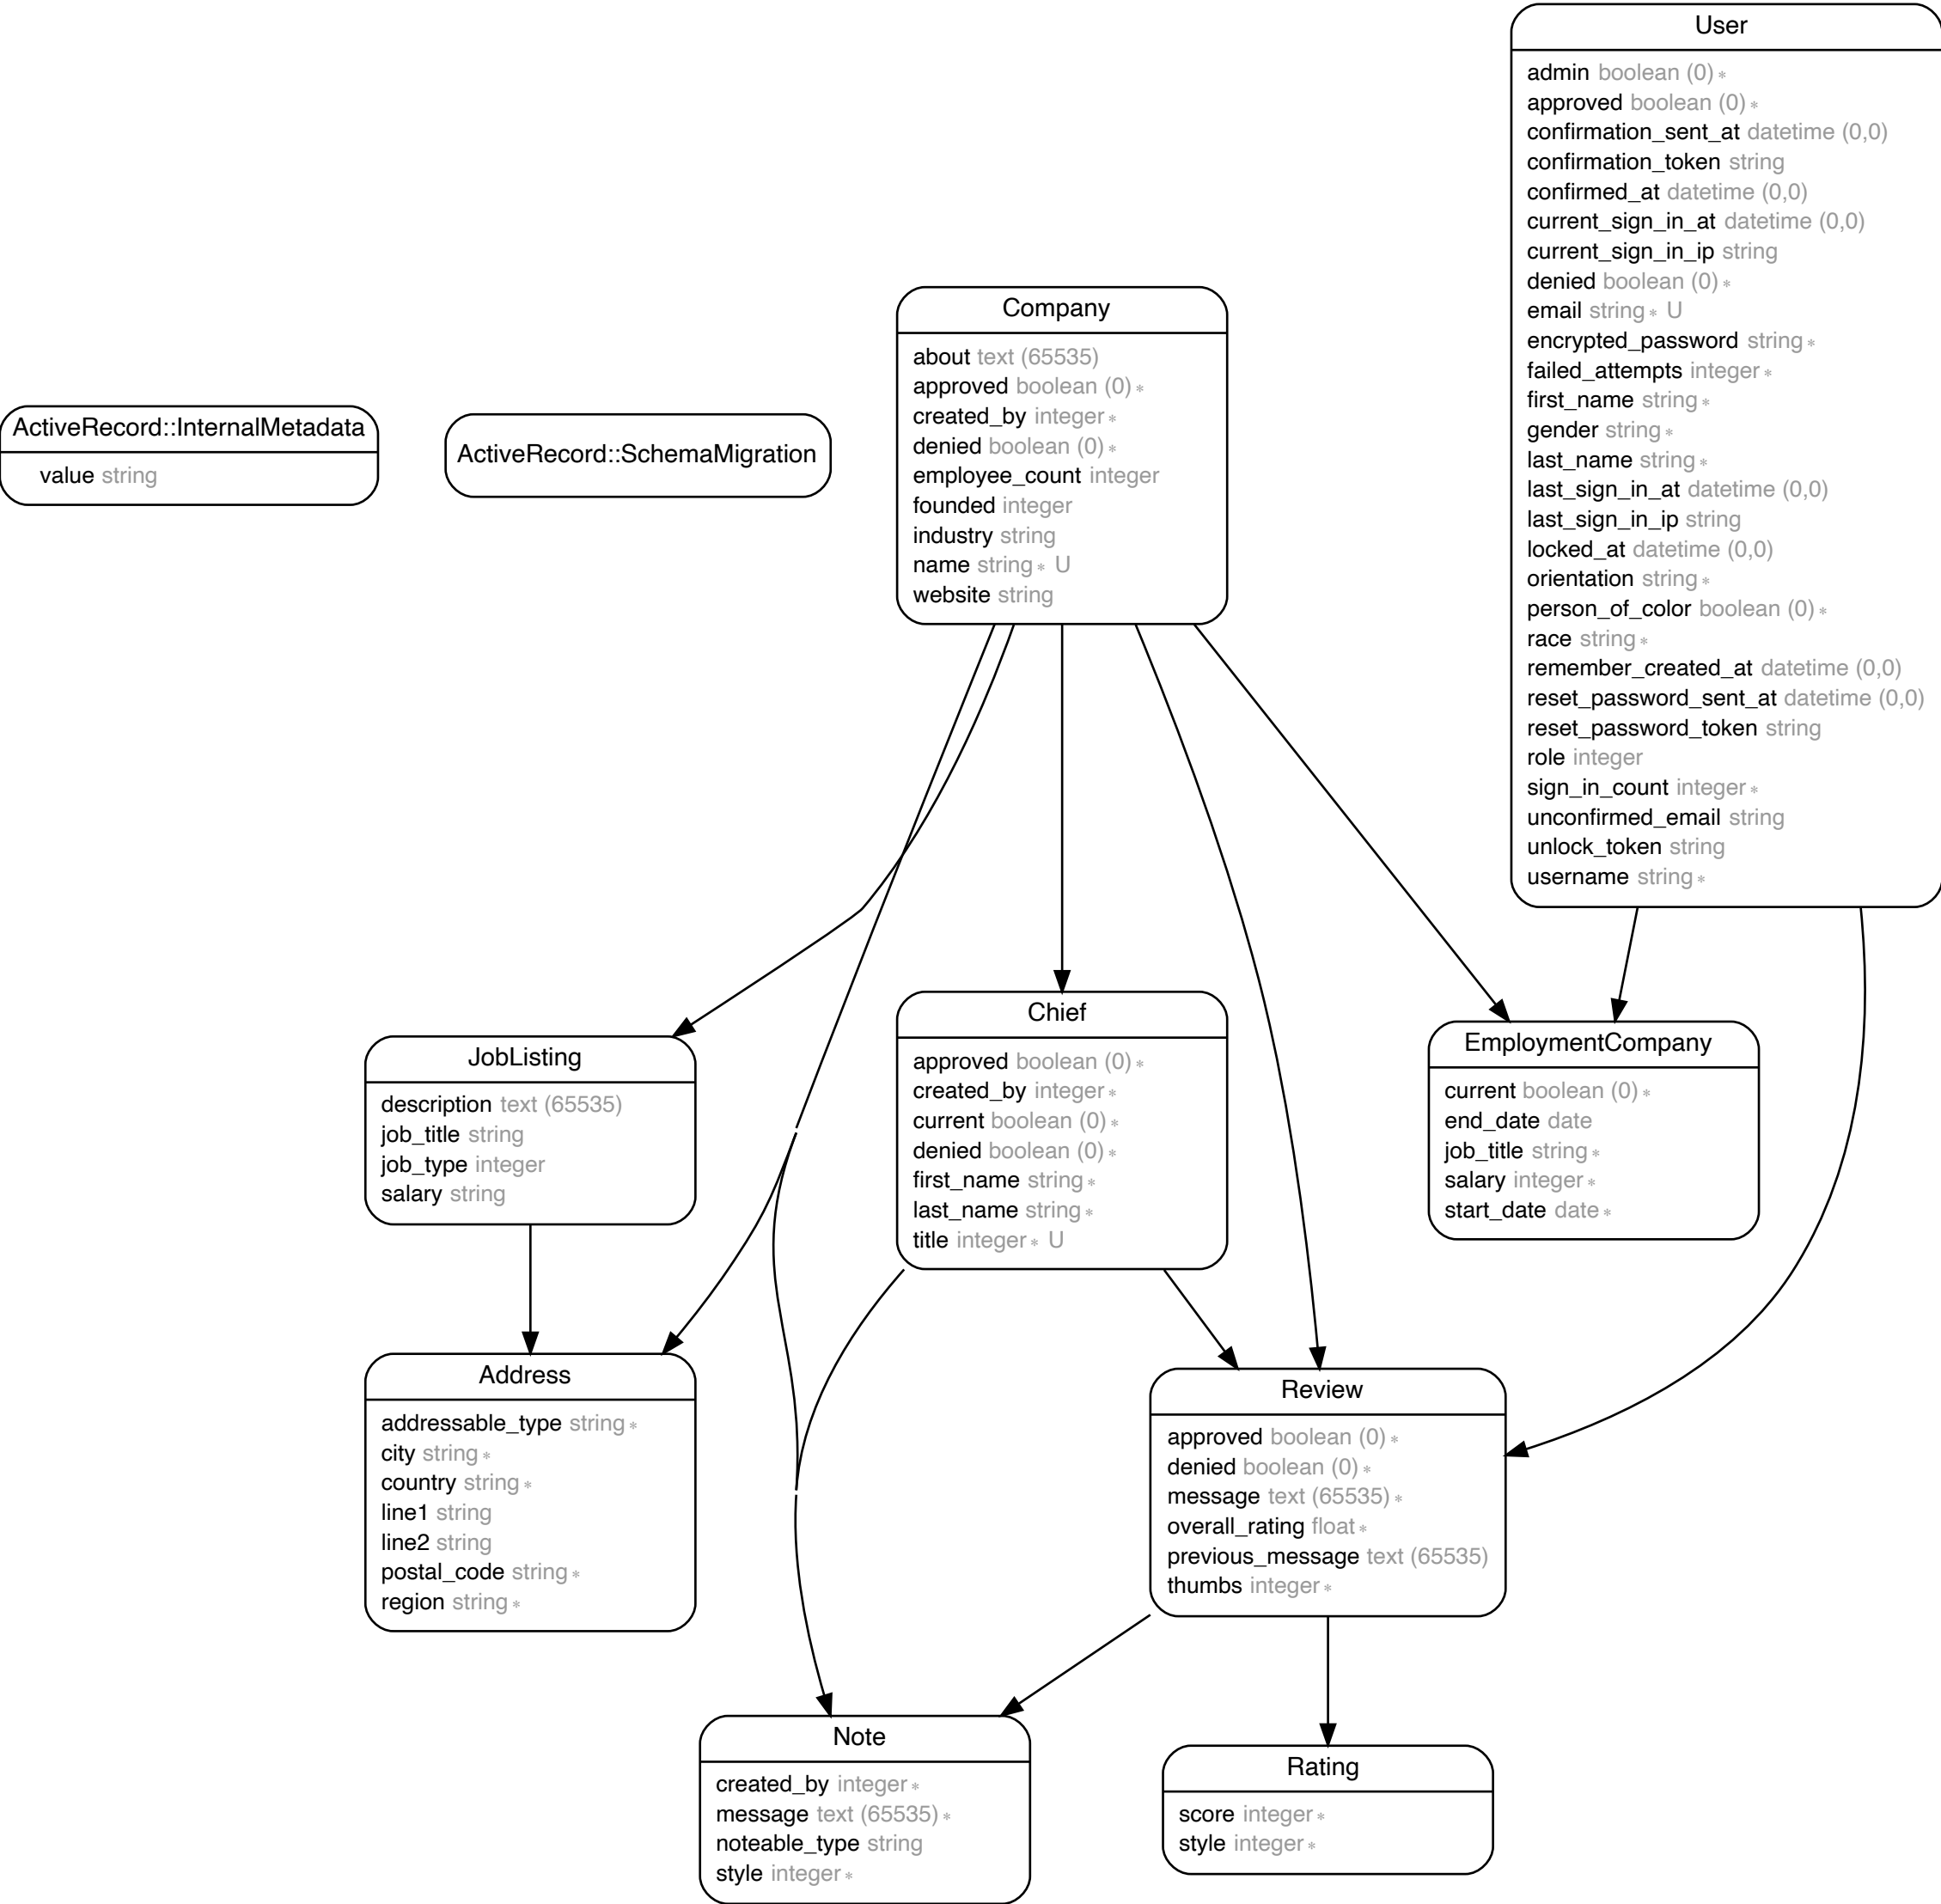 User
admin boolean (0) ∗
approved boolean (0) ∗
confirmation_sent_at datetime (0,0)
confirmation_token string
confirmed_at datetime (0,0)
current_sign_in_at datetime (0,0)
current_sign_in_ip string
denied boolean (0) ∗
email string ∗ U
encrypted_password string ∗
failed_attempts integer ∗
first_name string ∗
gender string ∗
last_name string ∗
last_sign_in_at datetime (0,0)
last_sign_in_ip string
locked_at datetime (0,0)
orientation string ∗
person_of_color boolean (0) ∗
race string ∗
remember_created_at datetime (0,0)
reset_password_sent_at datetime (0,0)
reset_password_token string
role integer
sign_in_count integer ∗
unconfirmed_email string
unlock_token string
username string ∗
Company
about text (65535)
approved boolean (0) ∗
created_by integer ∗
denied boolean (0) ∗
employee_count integer
founded integer
industry string
name string ∗ U
website string
ActiveRecord::InternalMetadata
value string
ActiveRecord::SchemaMigration
Chief
approved boolean (0) ∗
created_by integer ∗
current boolean (0) ∗
denied boolean (0) ∗
first_name string ∗
last_name string ∗
title integer ∗ U
EmploymentCompany
current boolean (0) ∗
end_date date
job_title string ∗
salary integer ∗
start_date date ∗
JobListing
description text (65535)
job_title string
job_type integer
salary string
Address
addressable_type string ∗
city string ∗
country string ∗
line1 string
line2 string
postal_code string ∗
region string ∗
Review
approved boolean (0) ∗
denied boolean (0) ∗
message text (65535) ∗
overall_rating float ∗
previous_message text (65535)
thumbs integer ∗
Note
created_by integer ∗
message text (65535) ∗
noteable_type string
style integer ∗
Rating
score integer ∗
style integer ∗